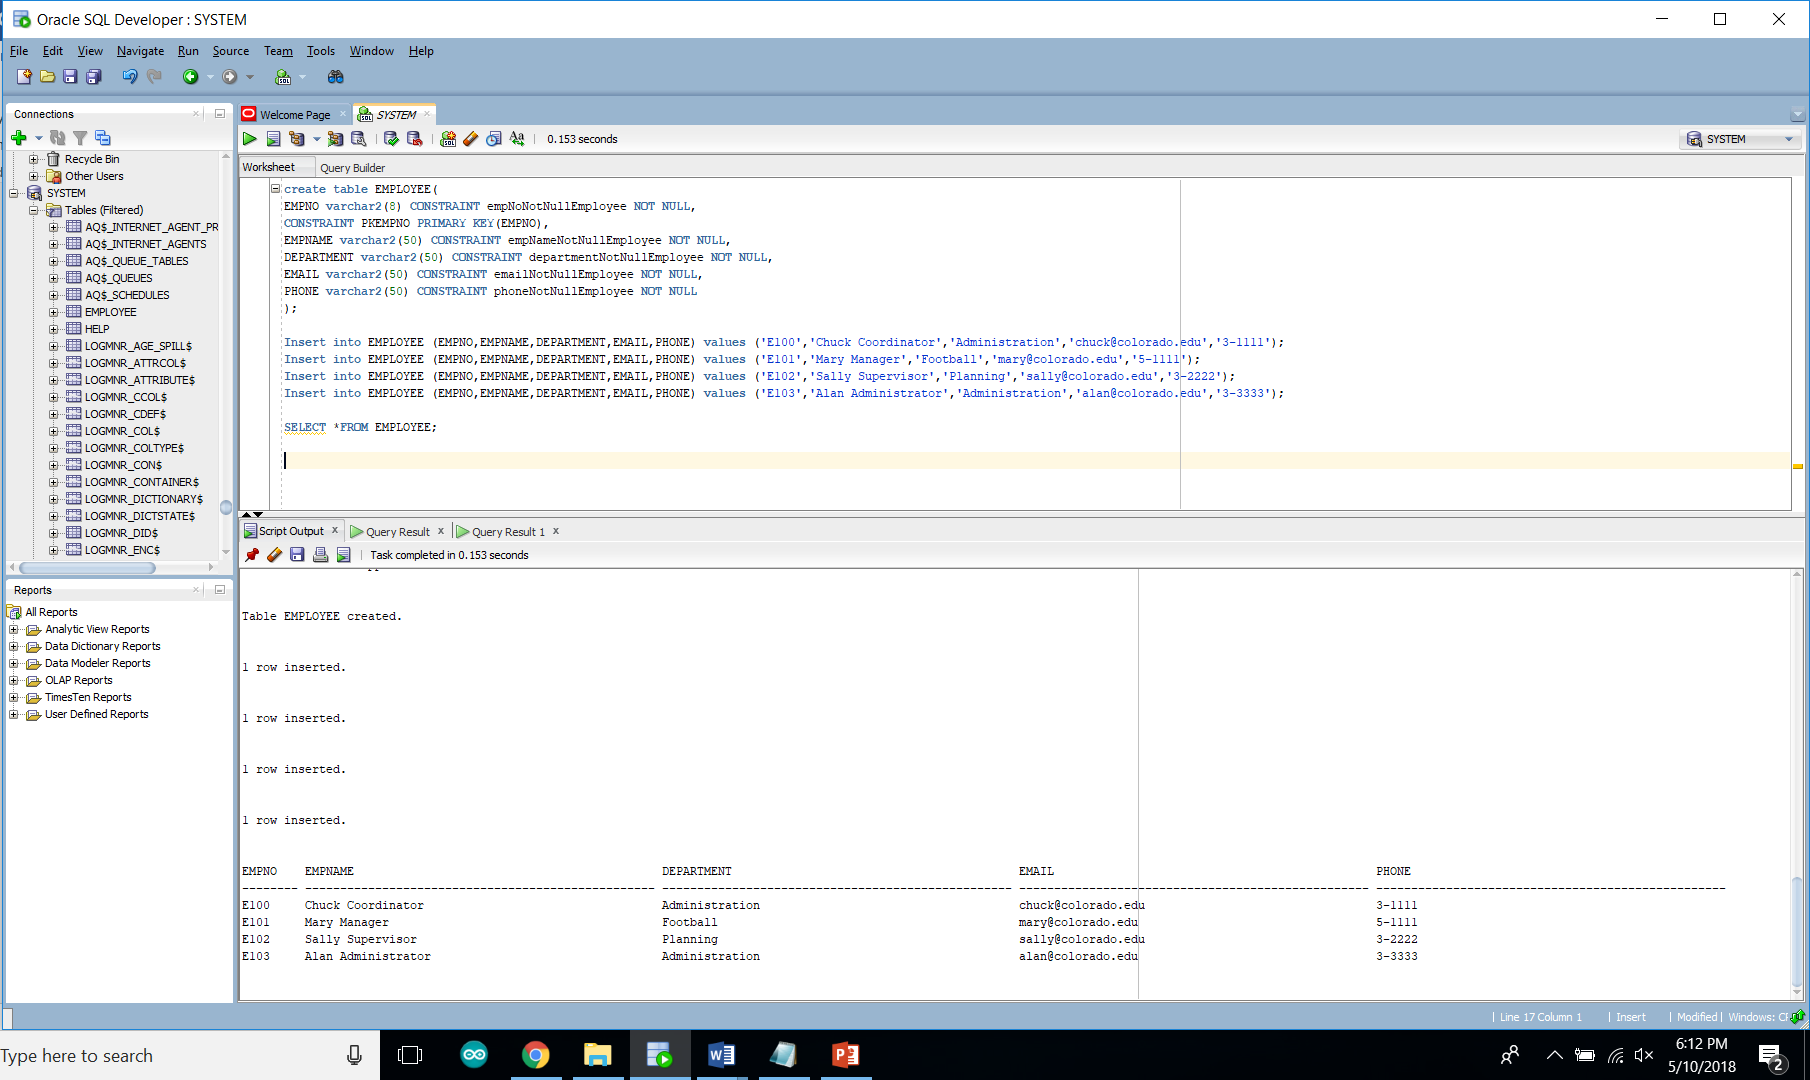 Oracle SQL Developer : SYSTEM
File Edit View Navigate Run Source Team Tools Window Help
Connections
Recycle Bin
Other Users
SYSTEM
Tables (Filtered)
AQ$_INTERNET_AGENT_PR
AQ$_INTERNET_AGENTS
AQ$_QUEUE_TABLES
AQ$_QUEUES
AQ$_SCHEDULES
EMPLOYEE
HELP
LOGMNR_AGE_SPILL$
LOGMNR_ATTRCOL$
LOGMNR_ATTRIBUTE$
LOGMNR_CCOL$
LOGMNR_CDEF$
LOGMNR_COL$
LOGMNR_COLTYPE$
LOGMNR_CON$
LOGMNR_CONTAINER$
LOGMNR_DICTIONARY$
LOGMNR_DICTSTATE$
LOGMNR_DID$
LOGMNR_ENC$
Reports
All Reports
Analytic View Reports
Data Dictionary Reports
Data Modeler Reports
OLAP Reports
TimesTen Reports
User Defined Reports
Welcome Page SYSTEM
0.153 seconds
SYSTEM
Worksheet Query Builder
create table EMPLOYEE(
EMPNO varchar2(8) CONSTRAINT empNoNotNullEmployee NOT NULL,
CONSTRAINT PKEMPNO PRIMARY KEY(EMPNO),
EMPNAME varchar2(50) CONSTRAINT empNameNotNullEmployee NOT NULL,
DEPARTMENT varchar2(50) CONSTRAINT departmentNotNullEmployee NOT NULL,
EMAIL varchar2(50) CONSTRAINT emailNotNullEmployee NOT NULL,
PHONE varchar2(50) CONSTRAINT phoneNotNullEmployee NOT NULL
);
Insert into EMPLOYEE (EMPNO,EMPNAME,DEPARTMENT,EMAIL,PHONE) values ('E100','Chuck Coordinator','Administration','chuck@colorado.edu','3-1111');
Insert into EMPLOYEE (EMPNO,EMPNAME,DEPARTMENT,EMAIL,PHONE) values ('E101','Mary Manager','Football','mary@colorado.edu','5-1111');
Insert into EMPLOYEE (EMPNO,EMPNAME,DEPARTMENT,EMAIL,PHONE) values ('E102','Sally Supervisor','Planning','sally@colorado.edu','3-2222');
Insert into EMPLOYEE (EMPNO,EMPNAME,DEPARTMENT,EMAIL,PHONE) values ('E103','Alan Administrator','Administration','alan@colorado.edu','3-3333');
SELECT *FROM EMPLOYEE;
Script Output Query Result Query Result 1
Task completed in 0.153 seconds
Table EMPLOYEE created.
1 row inserted.
1 row inserted.
1 row inserted.
1 row inserted.
EMPNO EMPNAME DEPARTMENT EMAIL PHONE
E100 Chuck Coordinator Administration chuck@colorado.edu 3-1111
E101 Mary Manager Football mary@colorado.edu 5-1111
E102 Sally Supervisor Planning sally@colorado.edu 3-2222
E103 Alan Administrator Administration alan@colorado.edu 3-3333
Line 17 Column 1 Insert Modified Windows:
Type here to search
6:12 PM
5/10/2018
2